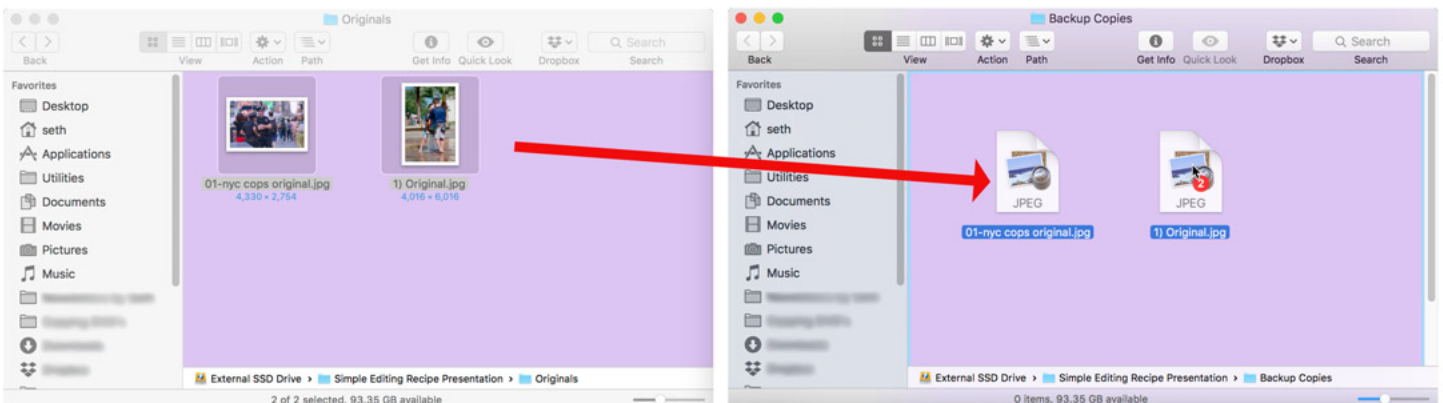 Originals
Back View Action Path Get Info Quick Look Dropbox Search
Search
Favorites
Desktop
seth
Applications
Utilities
Documents
Movies
Pictures
Music
01-nyc cops original.jpg
4,330 × 2,754
1) Original.jpg
4,016 × 6,016
External SSD Drive › Simple Editing Recipe Presentation › Originals
2 of 2 selected, 93.35 GB available
Backup Copies
Back View Action Path Get Info Quick Look Dropbox Search
Search
Favorites
Desktop
seth
Applications
Utilities
Documents
Movies
Pictures
Music
JPEG
01-nyc cops original.jpg
JPEG
2
1) Original.jpg
External SSD Drive › Simple Editing Recipe Presentation › Backup Copies
0 items, 93.35 GB available